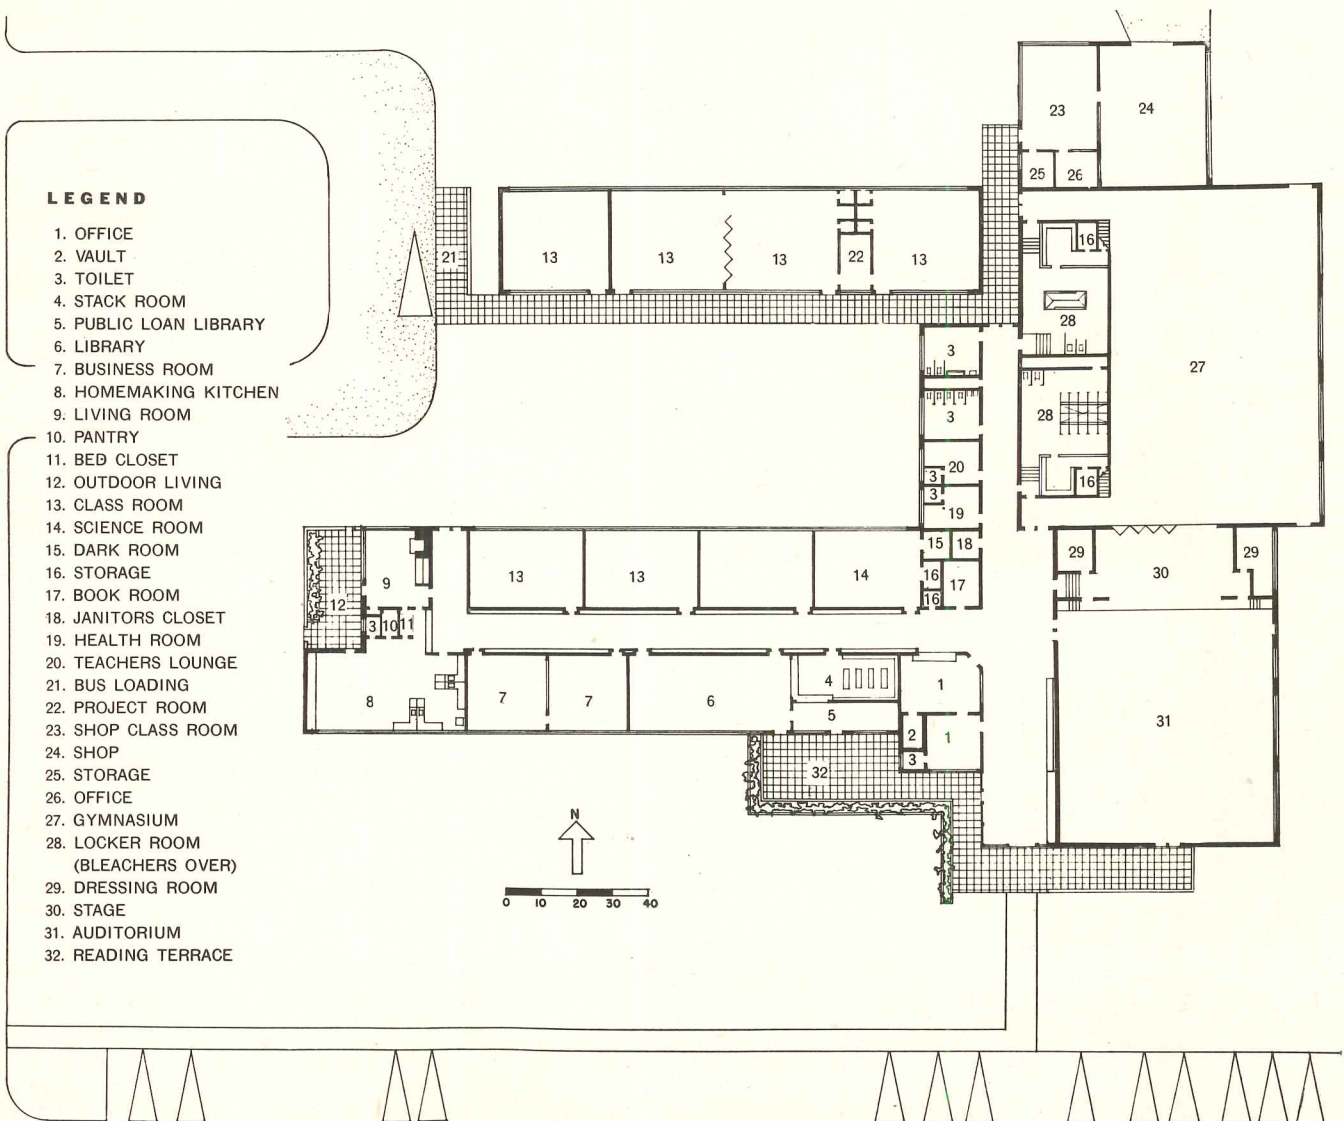 LEGEND
1. OFFICE
2. VAULT
3. TOILET
4. STACK ROOM
5. PUBLIC LOAN LIBRARY
6. LIBRARY
7. BUSINESS ROOM
8. HOMEMAKING KITCHEN
9. LIVING ROOM
10. PANTRY
11. BED CLOSET
12. OUTDOOR LIVING
13. CLASS ROOM
14. SCIENCE ROOM
15. DARK ROOM
16. STORAGE
17. BOOK ROOM
18. JANITORS CLOSET
19. HEALTH ROOM
20. TEACHERS LOUNGE
21. BUS LOADING
22. PROJECT ROOM
23. SHOP CLASS ROOM
24. SHOP
25. STORAGE
26. OFFICE
27. GYMNASIUM
28. LOCKER ROOM
(BLEACHERS OVER)
29. DRESSING ROOM
30. STAGE
31. AUDITORIUM
32. READING TERRACE
23 24
25 26
16
21 13 13 13 22 13
28
3
27
3 28
20
3 16
3
19
15 18 29 29
13 13 14 16 17 30
9
12 16
3 10 11
4 1
8 7 7 6
5 31
2 1
3
32
N
0 10 20 30 40